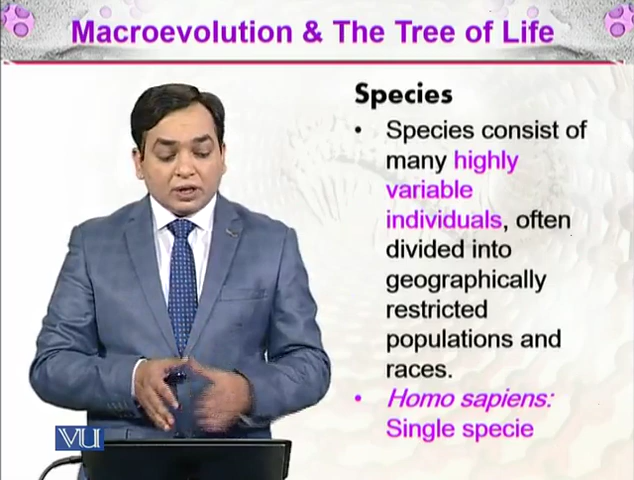 Macroevolution & The Tree of Life
Species
• Species consist of
many highly
variable
individuals, often
divided into
geographically
restricted
populations and
races.
• Homo sapiens:
Single specie
VU